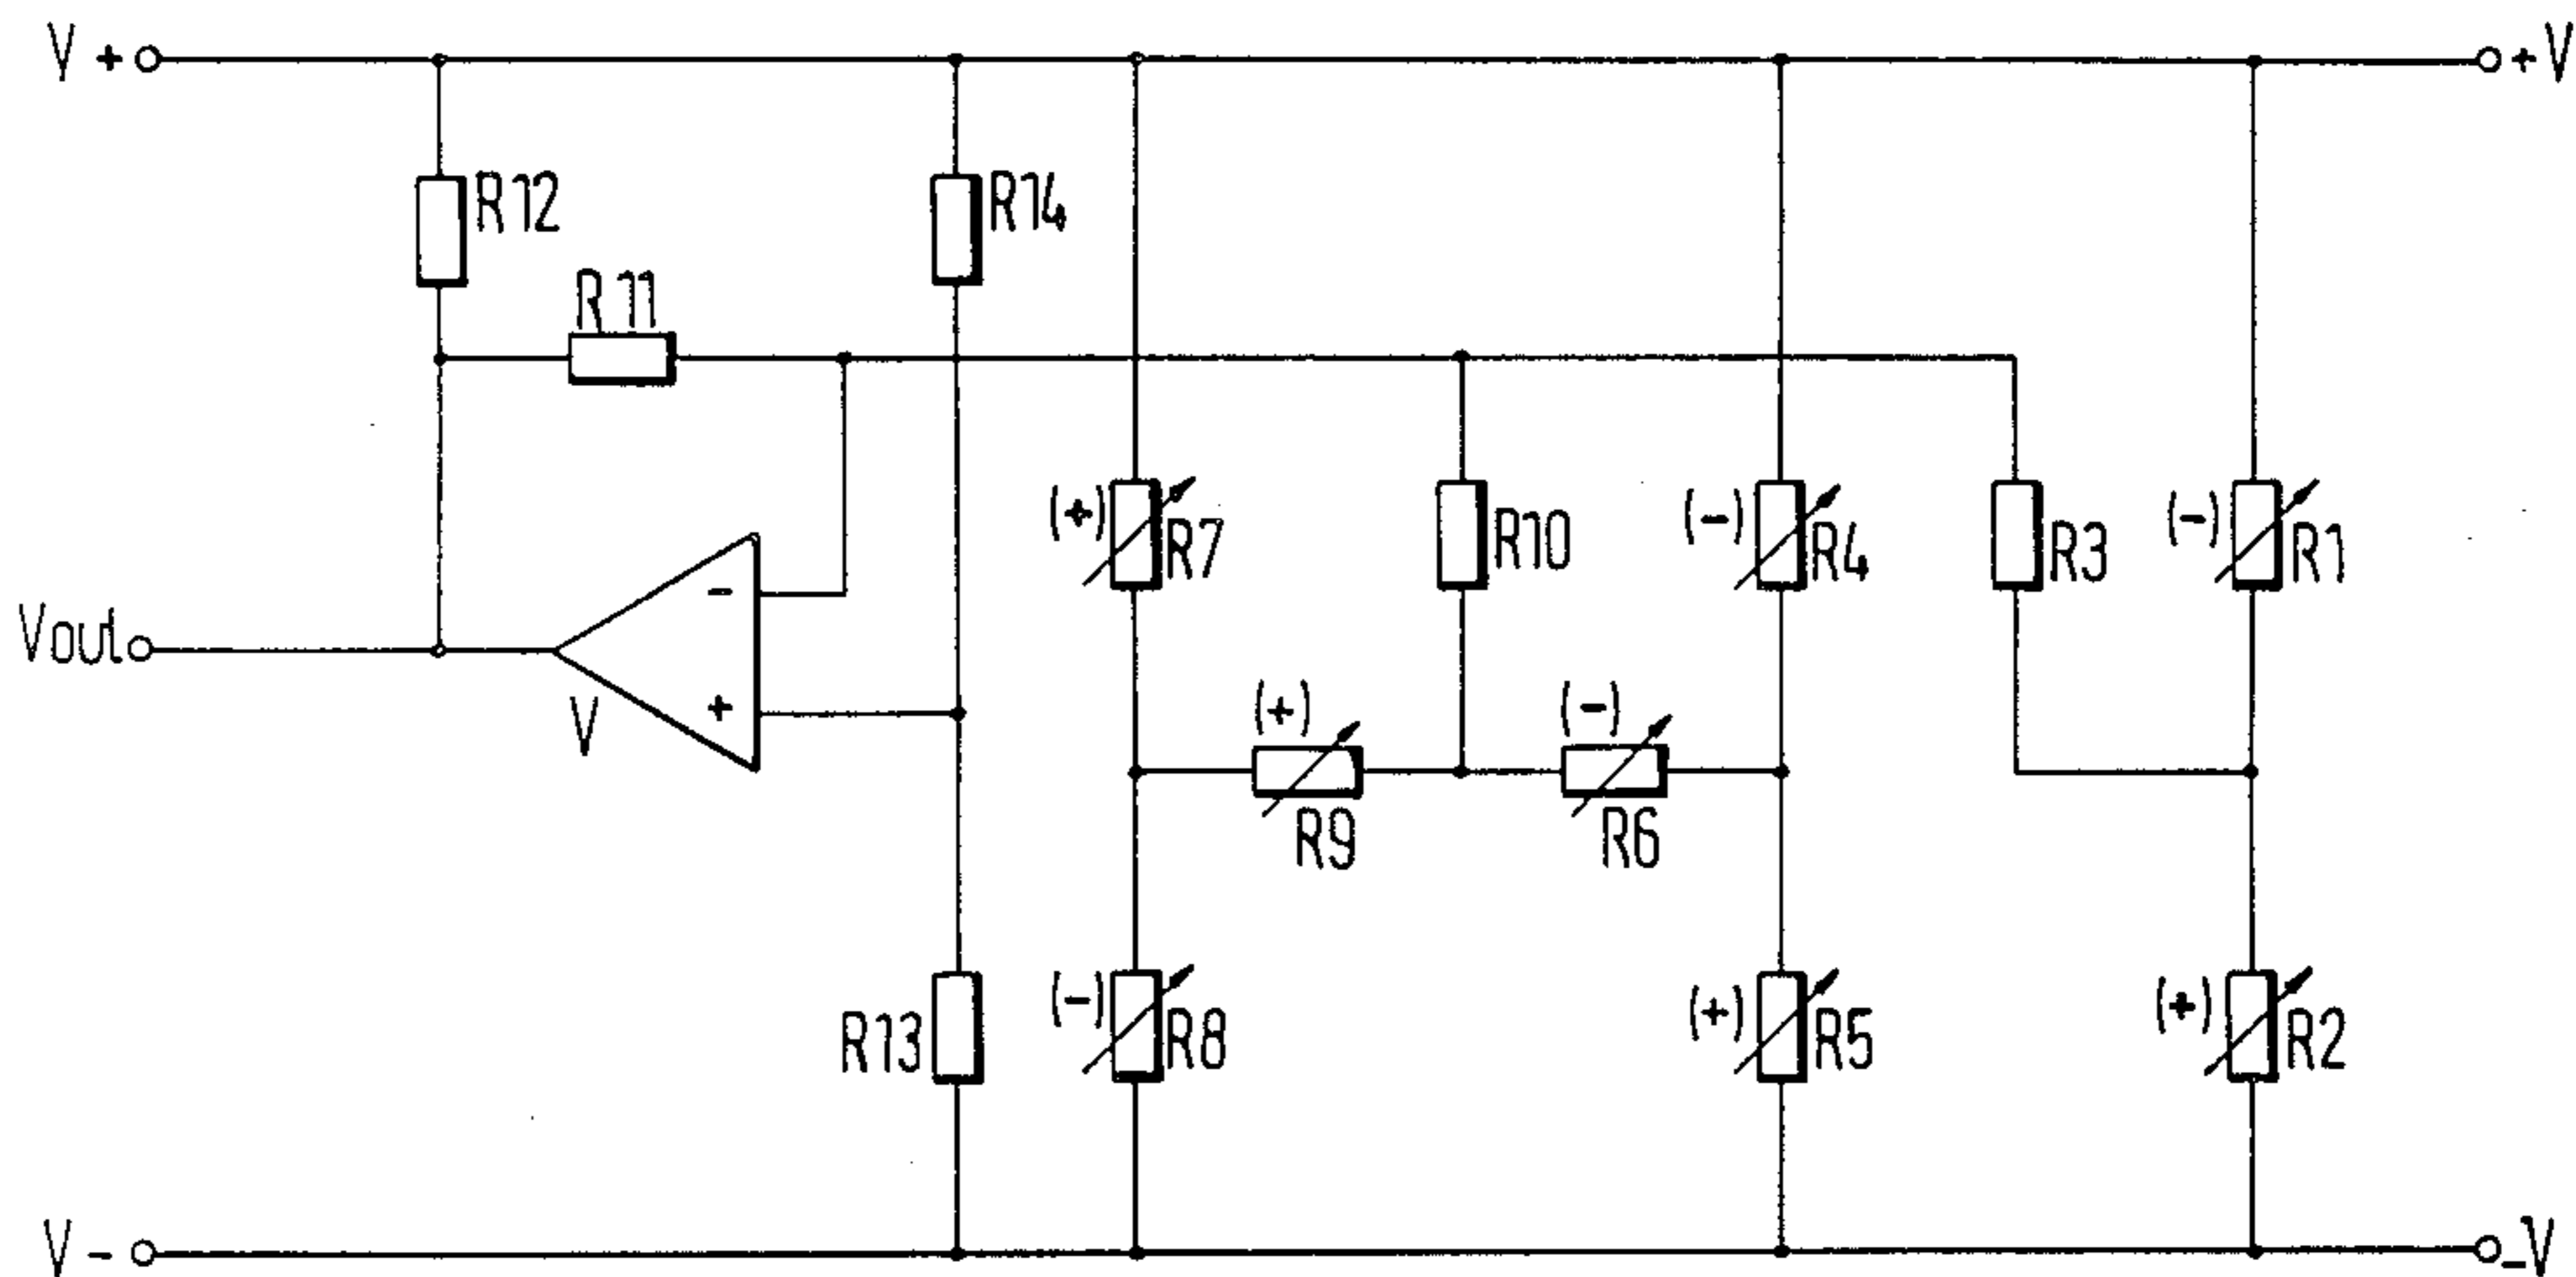 V + + V
R12 R14
R11
(+) R7 R10 (-) R4 R3 (-) R1
-
Vout
V
+
(+) (-)
R9 R6
R13 (-) R8 (+) R5 (+) R2
V - -V